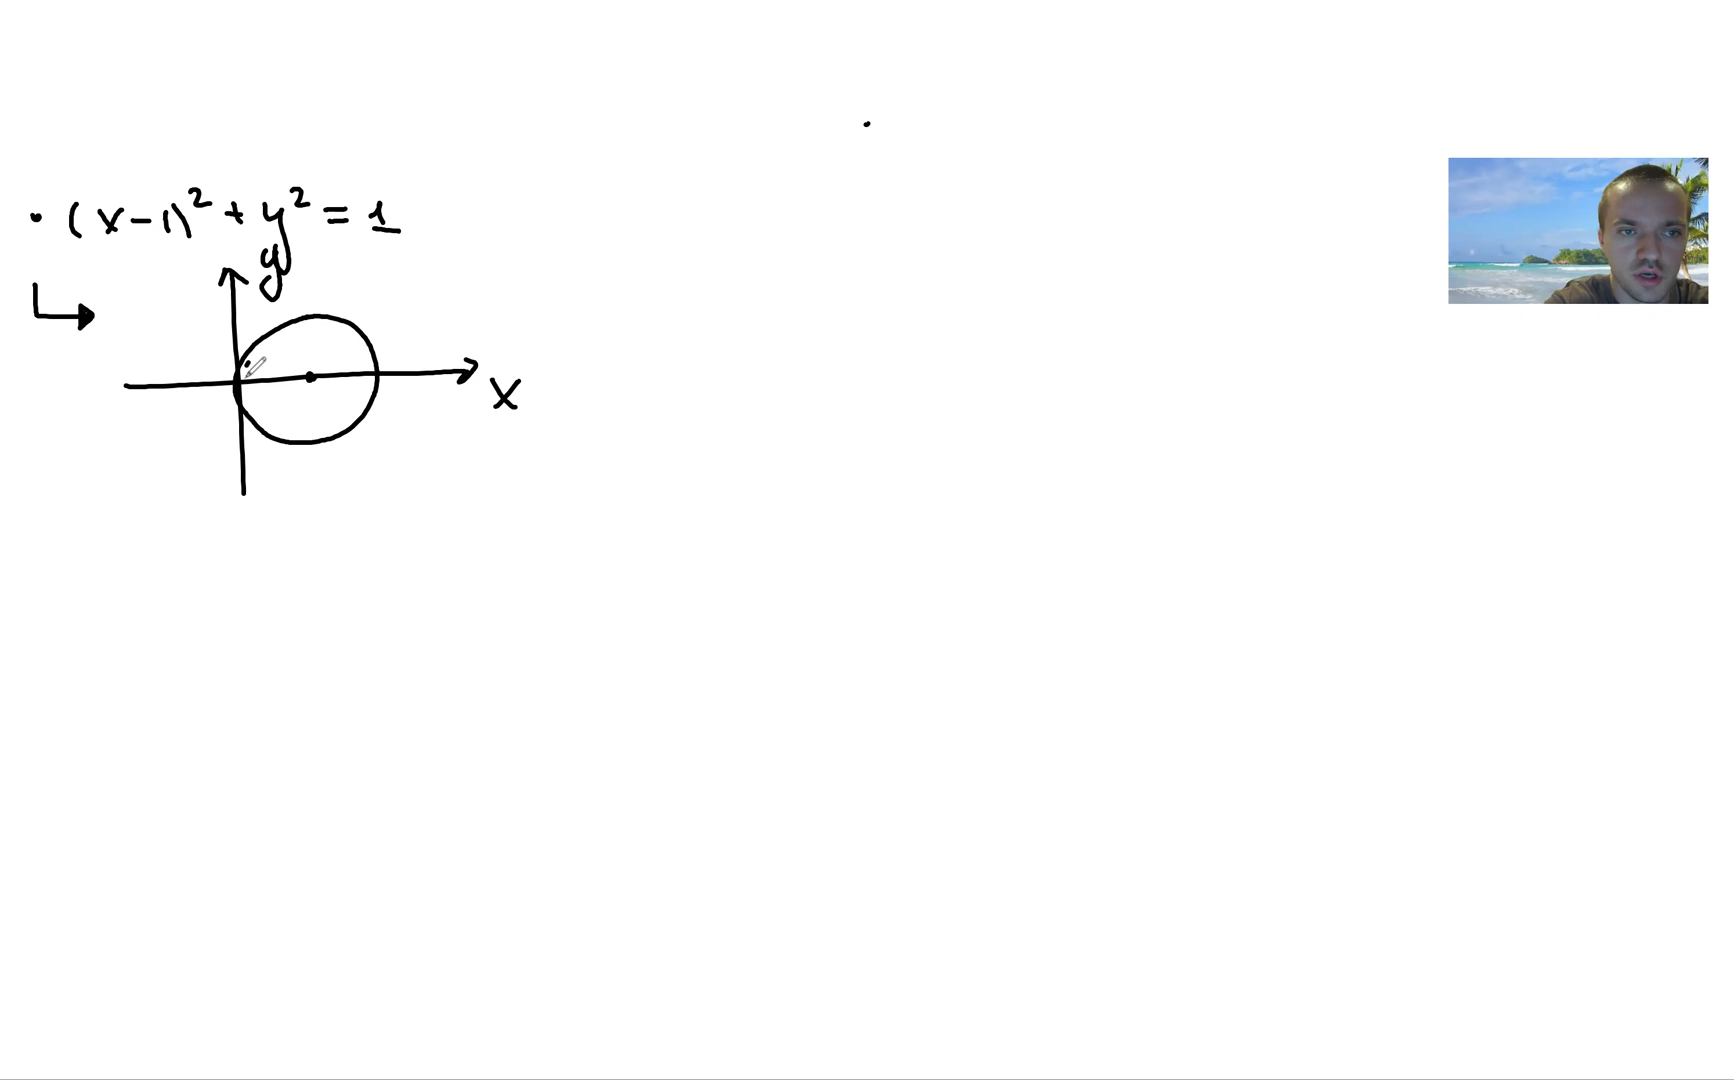 • (x-1)² + y² = 1
y
x